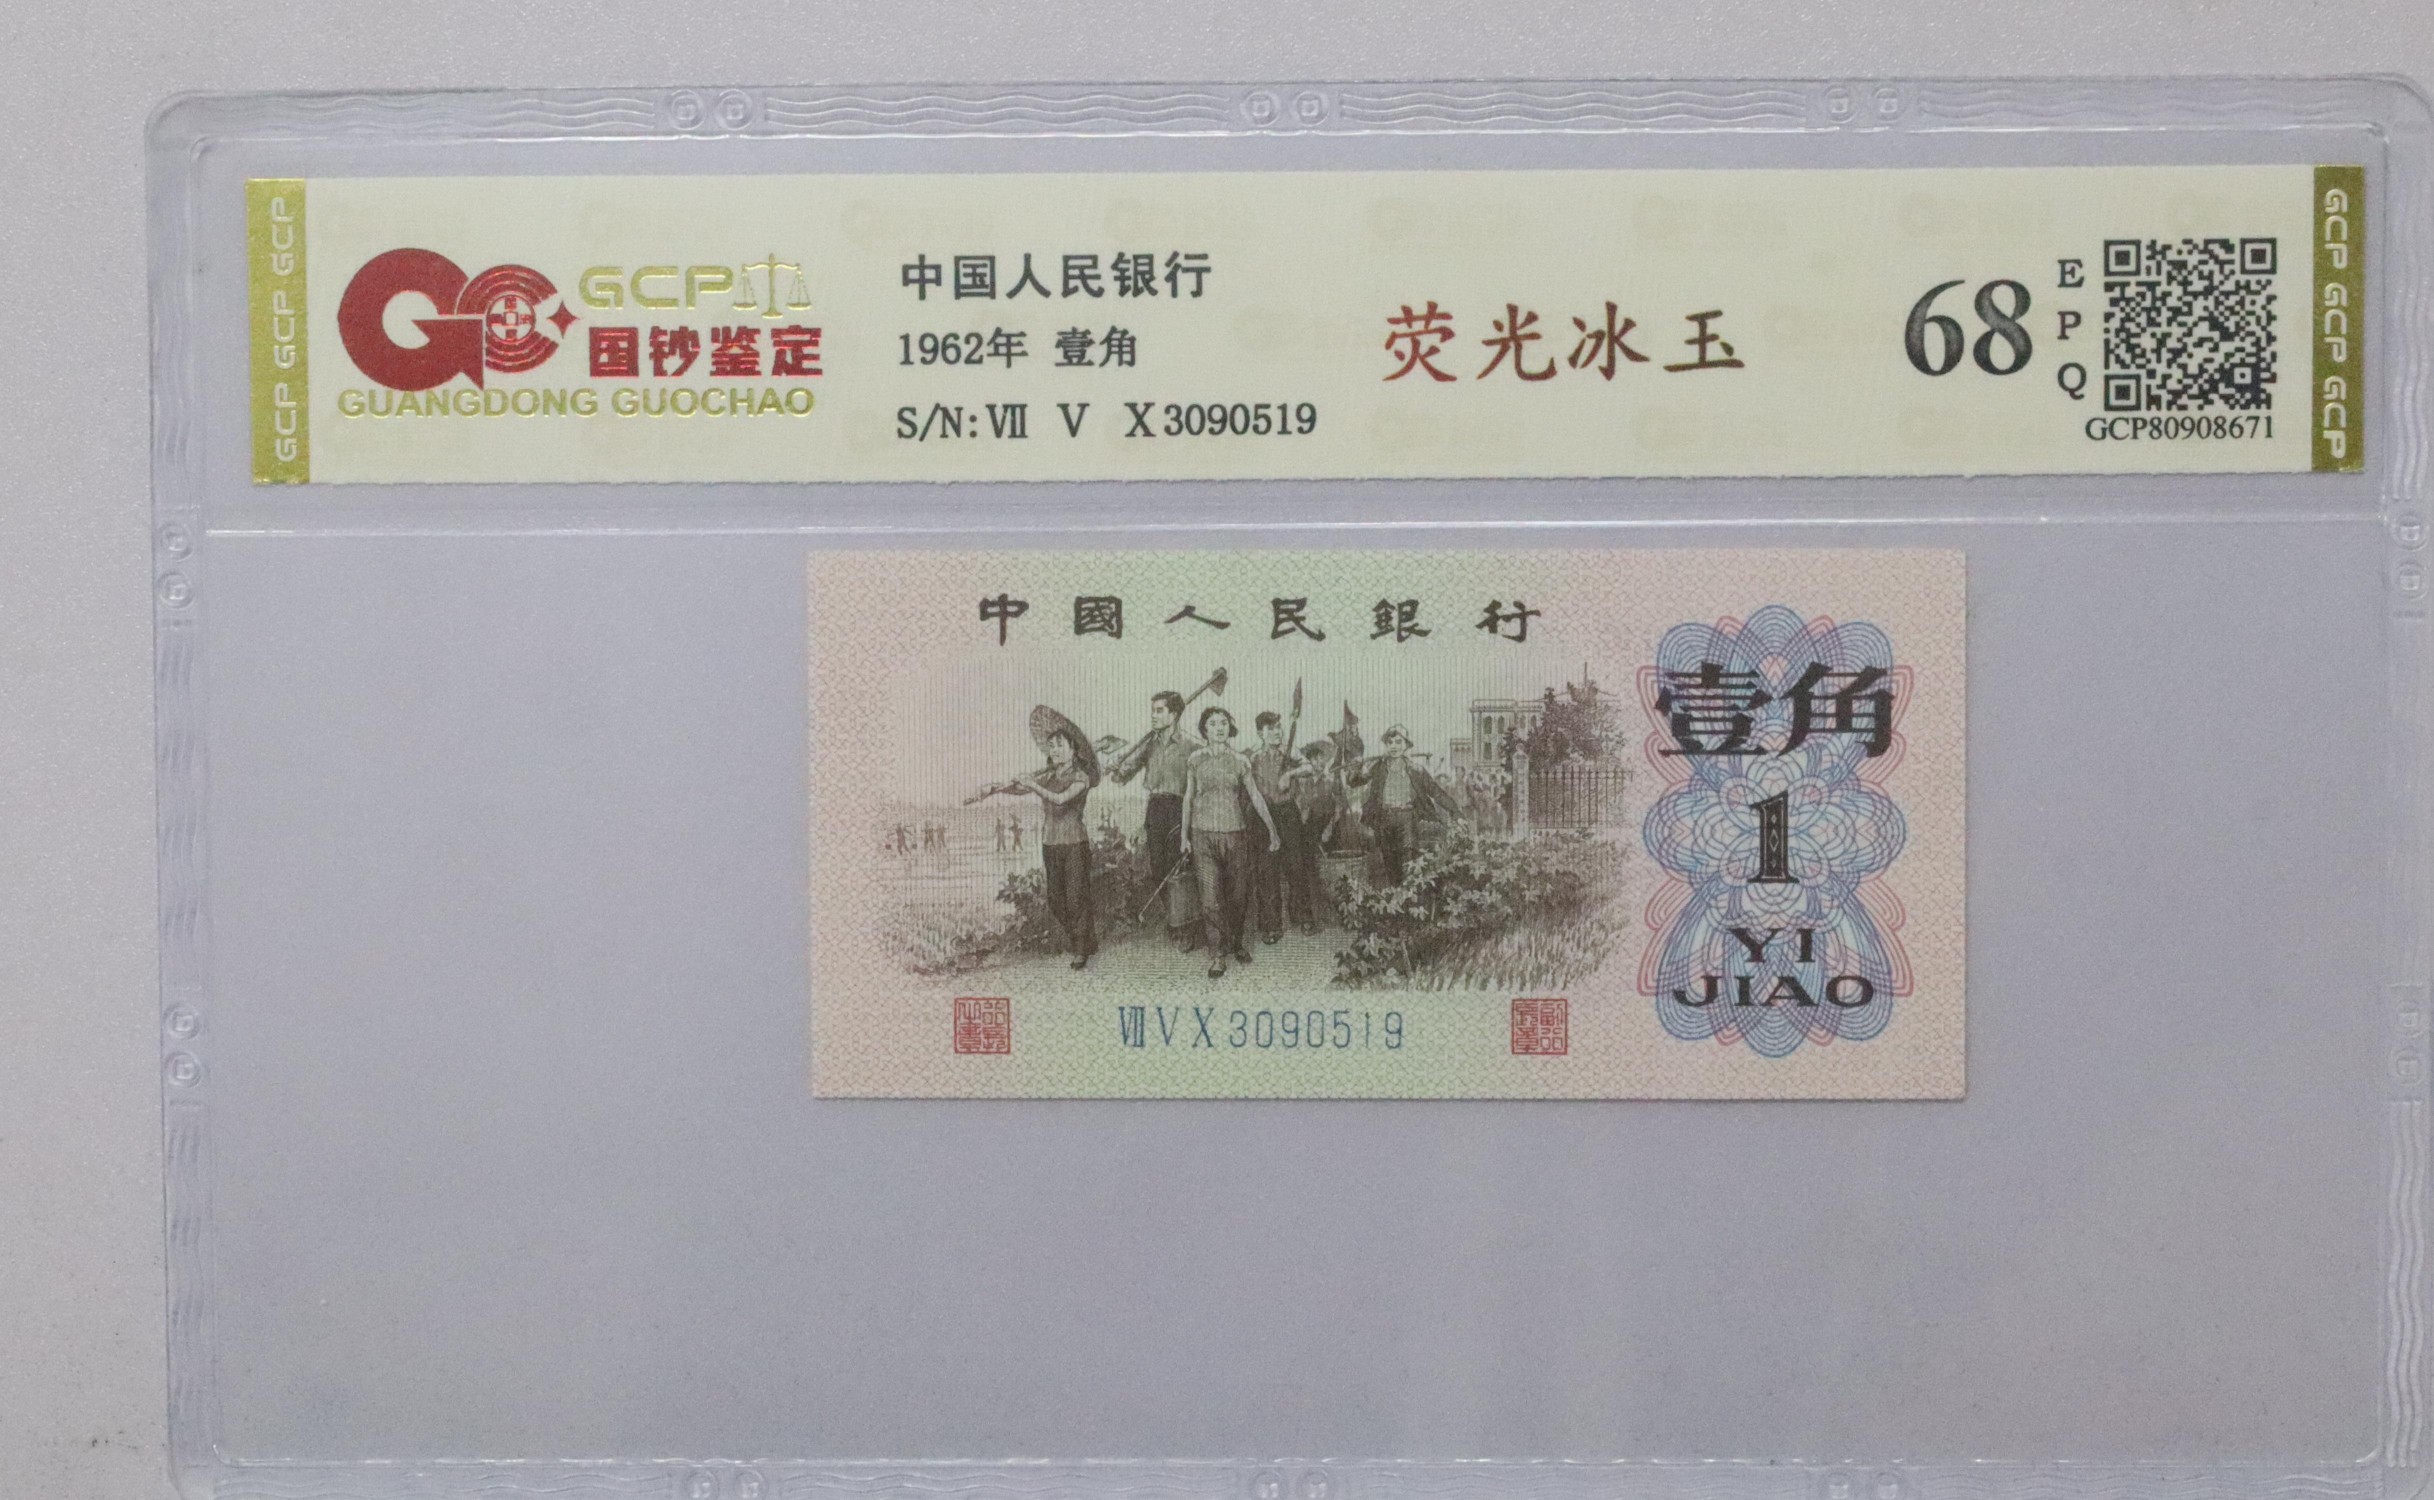 GCP GCP GCP
GCP
国钞鉴定
GUANGDONG GUOCHAO
中国人民银行
1962年 壹角
S/N: Ⅶ Ⅴ Ⅹ3090519
荧光冰玉
68
E
P
Q
GCP80908671
GCP GCP GCP
中國人民銀行
壹角
1
YI
JIAO
ⅦⅤⅩ3090519